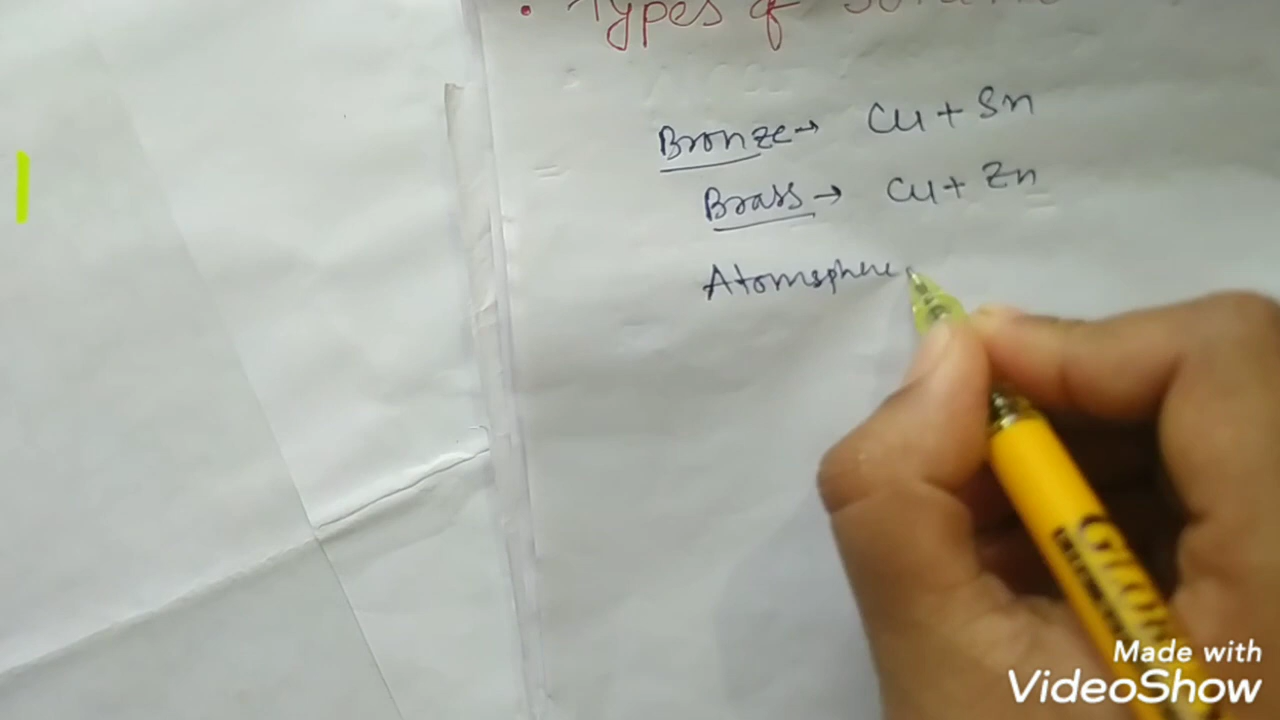 • Types of
Bronze → Cu + Sn
Brass → Cu + Zn
Atomsphere
Made with
VideoShow